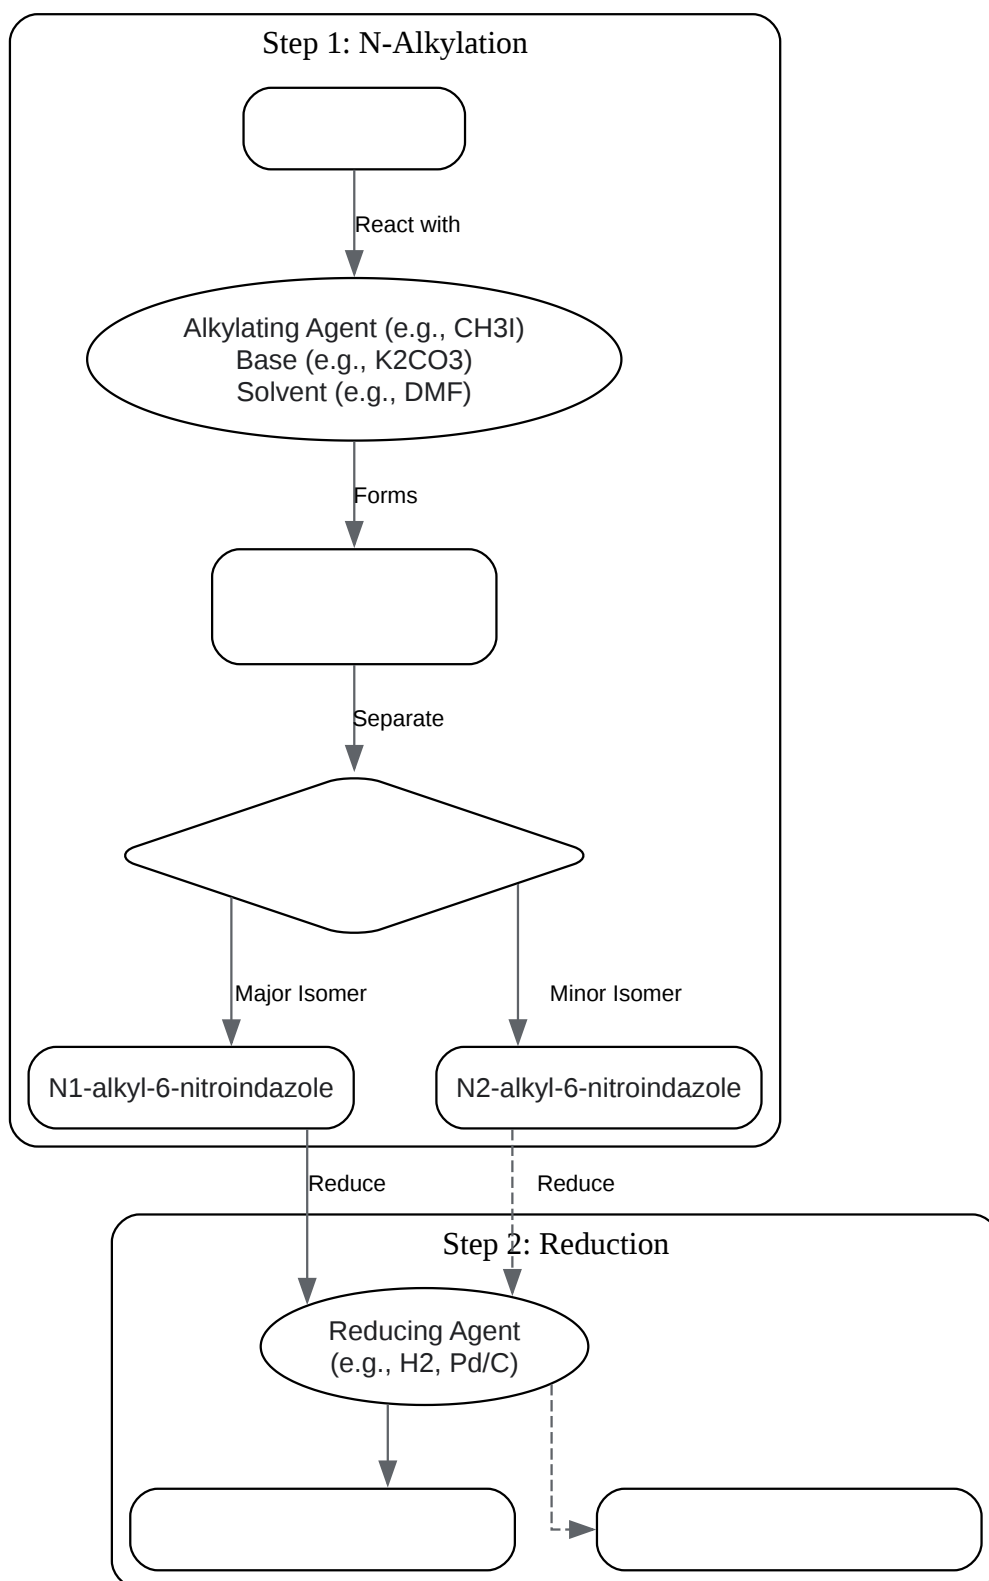 Step 1: N-Alkylation
React with
Alkylating Agent (e.g., CH3I)
Base (e.g., K2CO3)
Solvent (e.g., DMF)
Forms
Separate
Major Isomer
Minor Isomer
N1-alkyl-6-nitroindazole
N2-alkyl-6-nitroindazole
Reduce
Reduce
Step 2: Reduction
Reducing Agent
(e.g., H2, Pd/C)